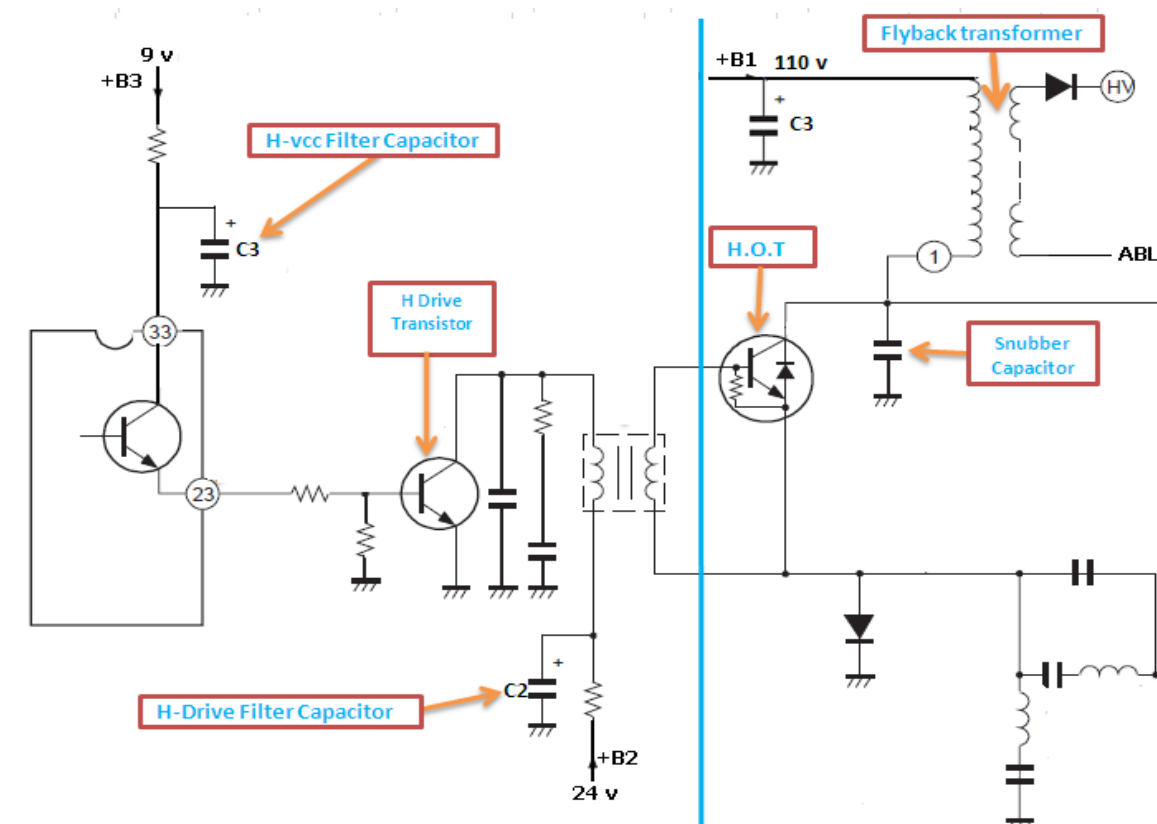 Flyback transformer
9 v
+B3
+B1 110 v
HV
+
C3
H-vcc Filter Capacitor
+
C3
H.O.T
1
ABL
H Drive
Transistor
33
Snubber
Capacitor
23
+
C2
H-Drive Filter Capacitor
+B2
24 v